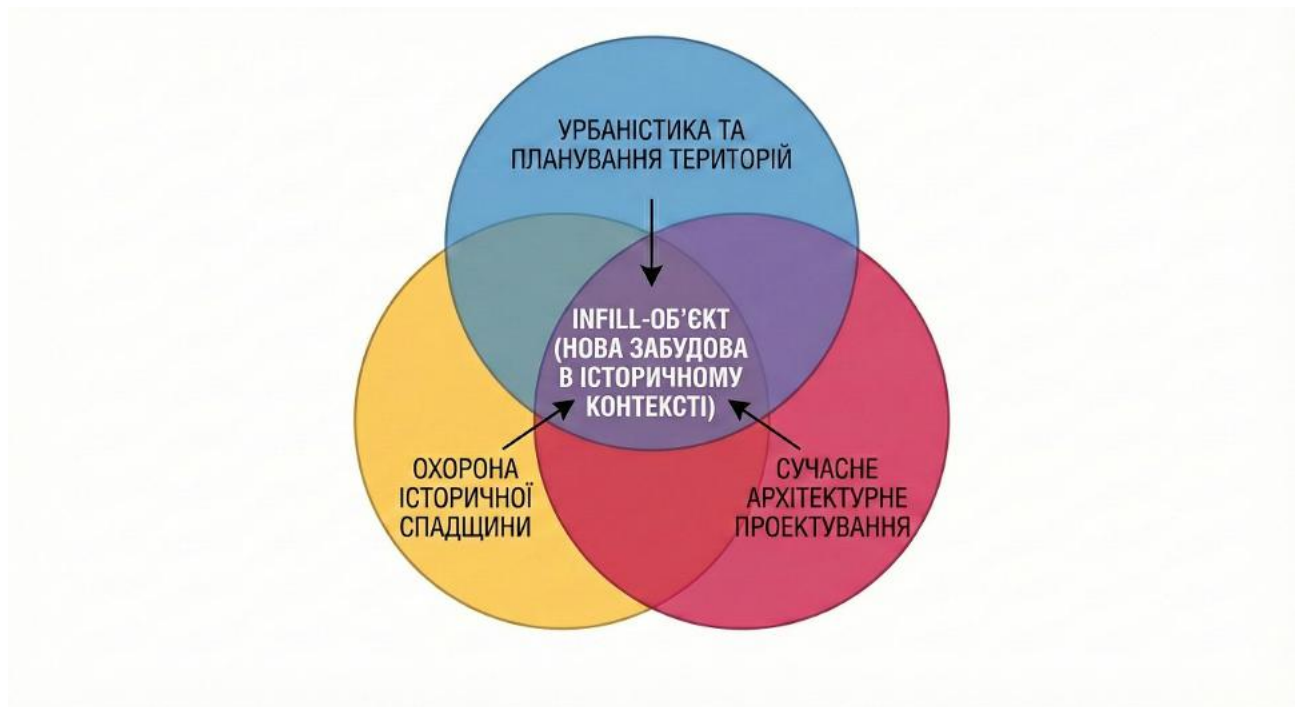 УРБАНІСТИКА ТА
ПЛАНУВАННЯ ТЕРИТОРІЙ
INFILL-ОБ'ЄКТ
(НОВА ЗАБУДОВА
В ІСТОРИЧНОМУ
КОНТЕКСТІ)
ОХОРОНА
ІСТОРИЧНОЇ
СПАДЩИНИ
СУЧАСНЕ
АРХІТЕКТУРНЕ
ПРОЕКТУВАННЯ